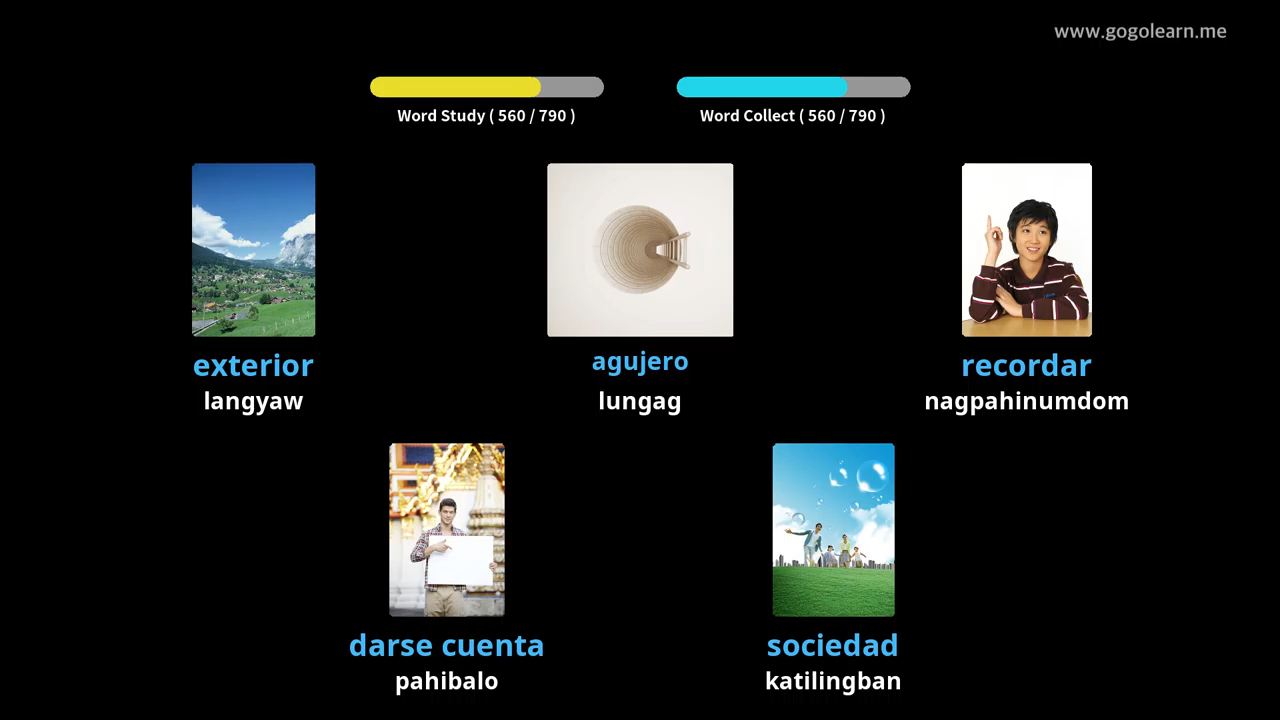 www.gogolearn.me
Word Study ( 560 / 790 )
Word Collect ( 560 / 790 )
exterior
langyaw
agujero
lungag
recordar
nagpahinumdom
darse cuenta
pahibalo
sociedad
katilingban